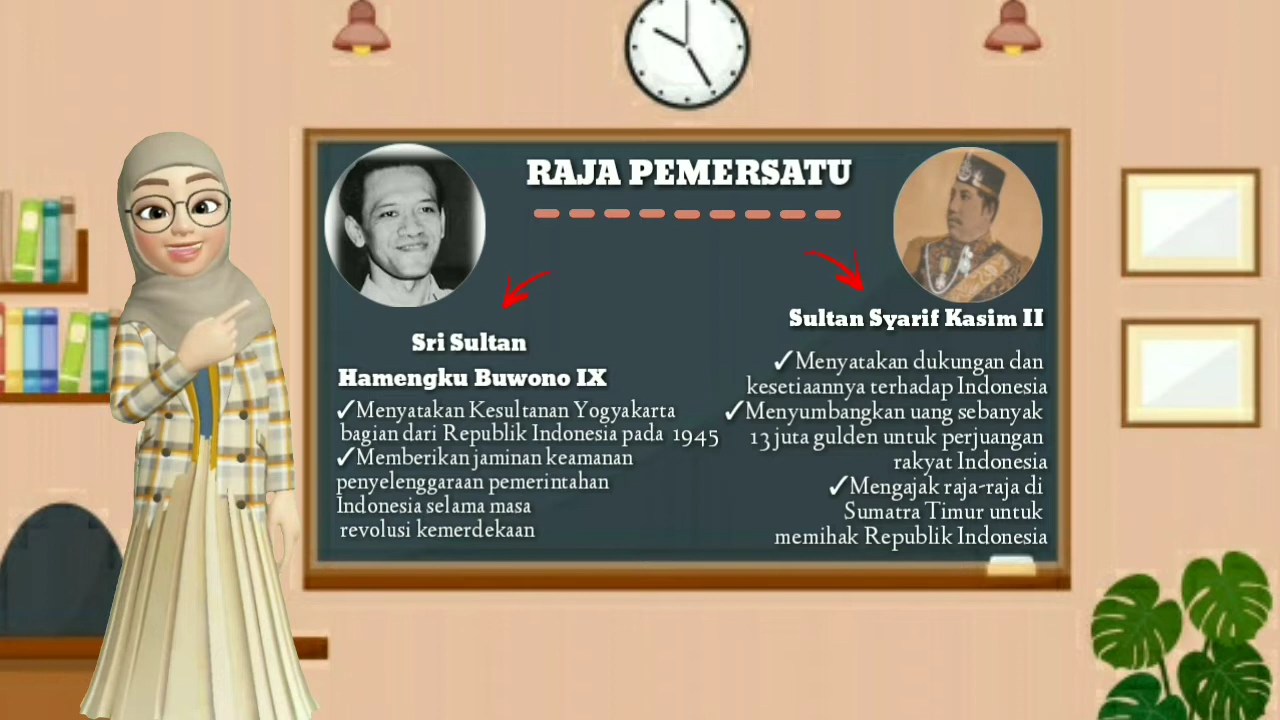 RAJA PEMERSATU
Sri Sultan
Hamengku Buwono IX
✓Menyatakan Kesultanan Yogyakarta
bagian dari Republik Indonesia pada 1945
✓Memberikan jaminan keamanan
penyelenggaraan pemerintahan
Indonesia selama masa
revolusi kemerdekaan
Sultan Syarif Kasim II
✓Menyatakan dukungan dan
kesetiaannya terhadap Indonesia
✓Menyumbangkan uang sebanyak
13 juta gulden untuk perjuangan
rakyat Indonesia
✓Mengajak raja-raja di
Sumatra Timur untuk
memihak Republik Indonesia